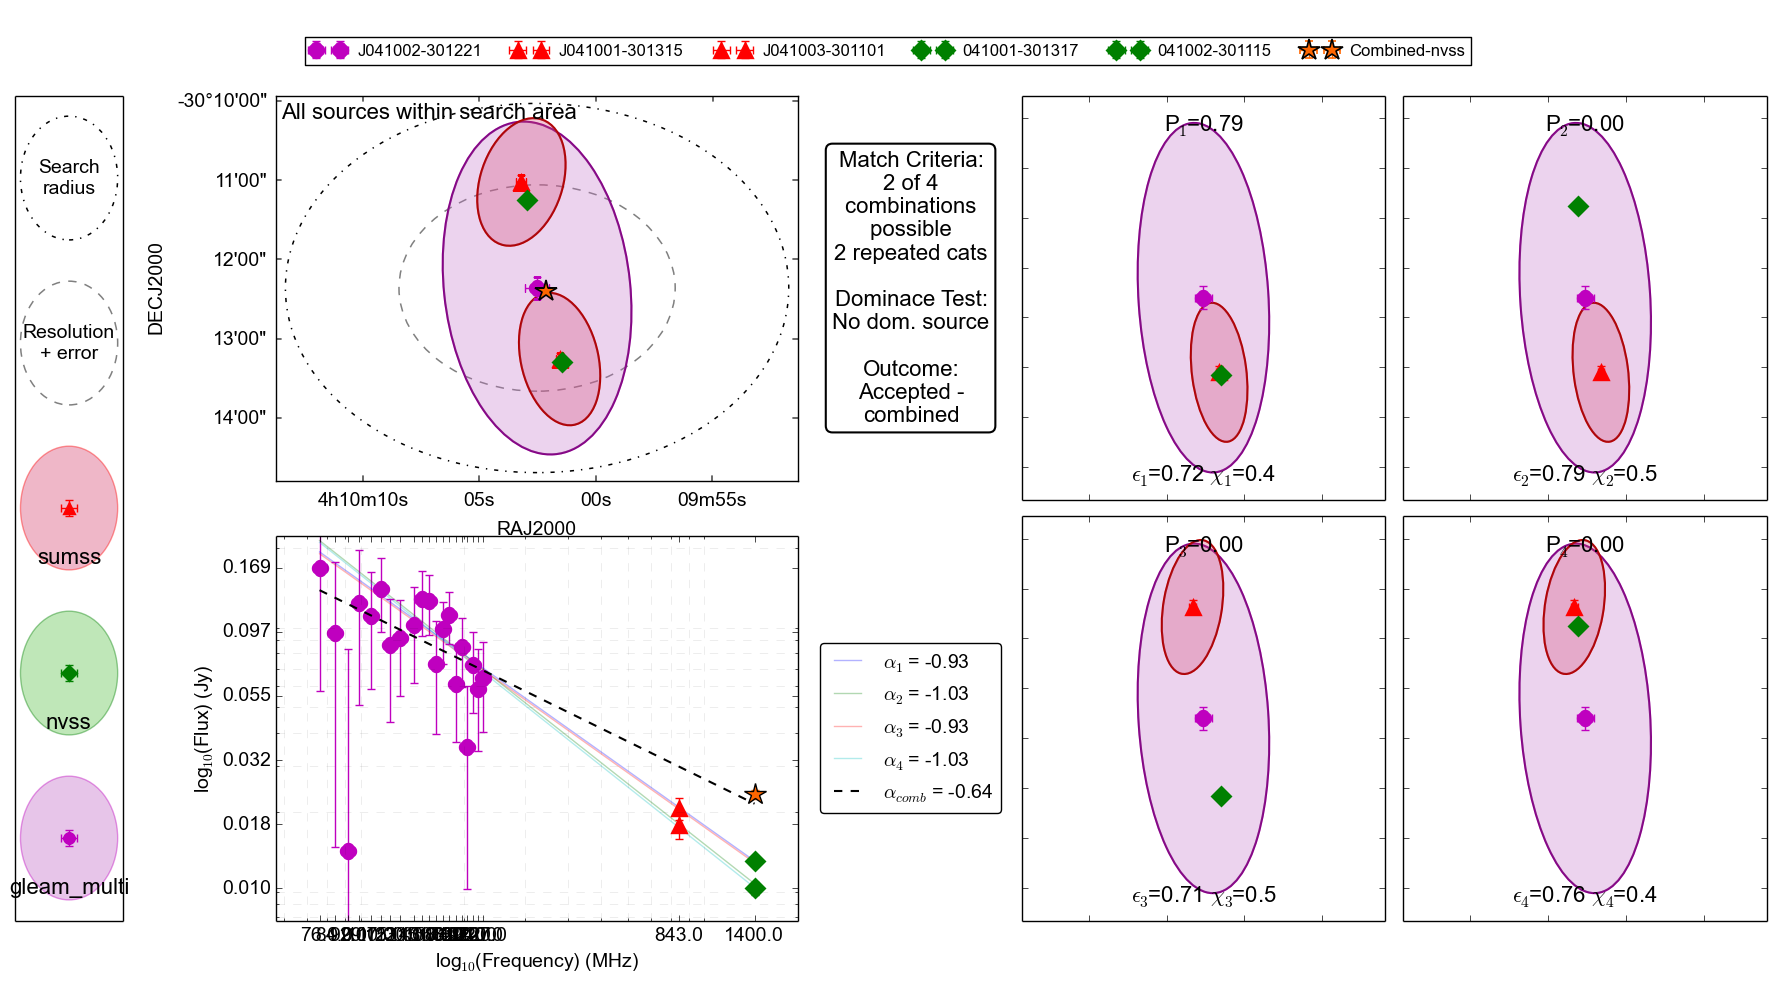 J041002-301221 J041001-301315 J041003-301101 041001-301317 041002-301115 Combined-nvss
Search
radius
Resolution
+ error
sumss
nvss
gleam_multi
All sources within search area
-30°10'00"
11'00"
12'00"
13'00"
14'00"
DECJ2000
4h10m10s 05s 00s 09m55s
RAJ2000
Match Criteria:
2 of 4
combinations
possible
2 repeated cats
Dominace Test:
No dom. source
Outcome:
Accepted -
combined
P1=0.79
ϵ1=0.72 χ1=0.4
P2=0.00
ϵ2=0.79 χ2=0.5
0.169
0.097
0.055
0.032
0.018
0.010
log10(Flux) (Jy)
843.0 1400.0
log10(Frequency) (MHz)
α1 = -0.93
α2 = -1.03
α3 = -0.93
α4 = -1.03
αcomb = -0.64
P3=0.00
ϵ3=0.71 χ3=0.5
P4=0.00
ϵ4=0.76 χ4=0.4